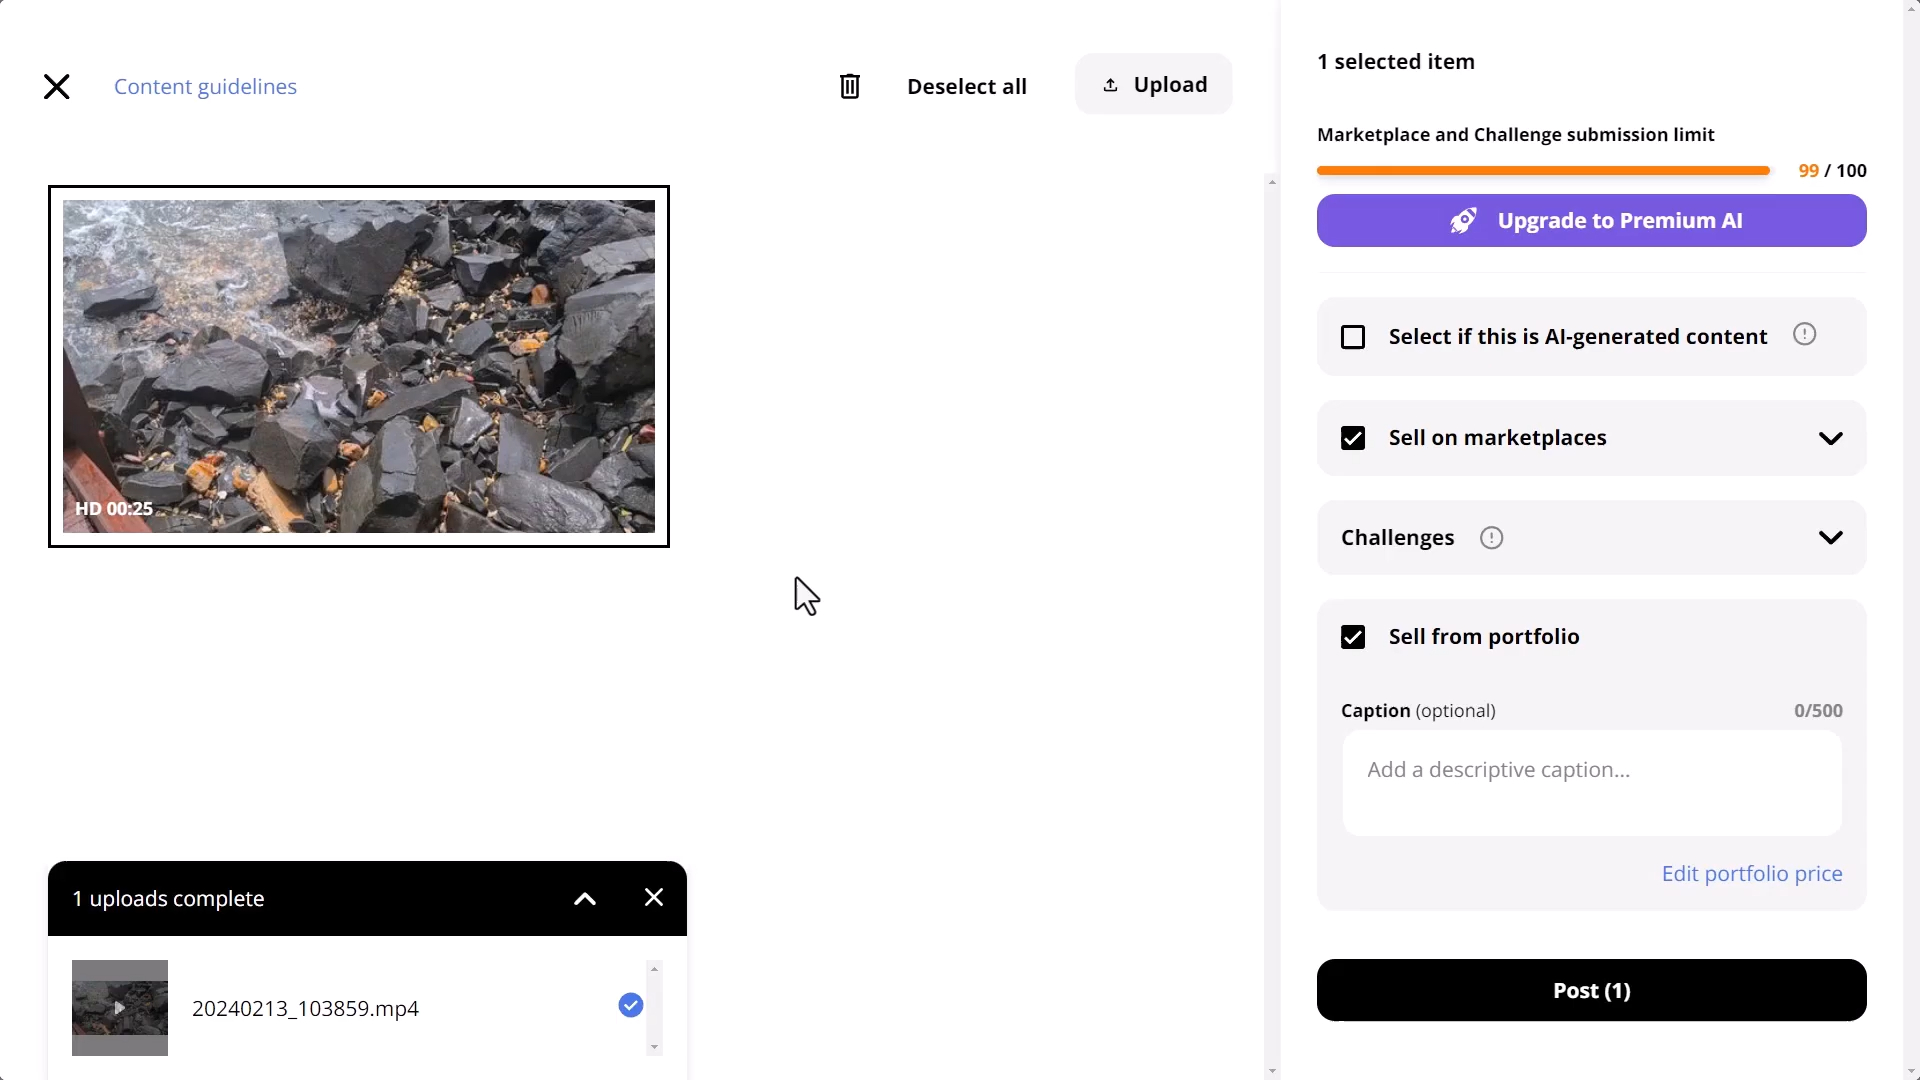 Content guidelines
Deselect all
Upload
HD 00:25
1 uploads complete
20240213_103859.mp4
1 selected item
Marketplace and Challenge submission limit
99 / 100
Upgrade to Premium AI
Select if this is AI-generated content
Sell on marketplaces
Challenges
Sell from portfolio
Caption (optional)
0/500
Add a descriptive caption...
Edit portfolio price
Post (1)